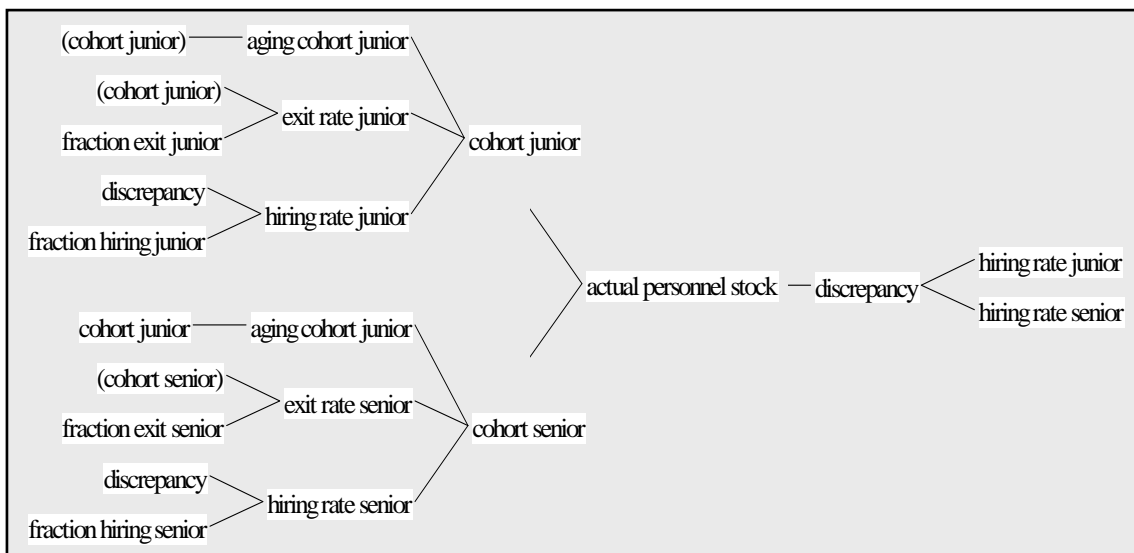 (cohort junior)
aging cohort junior
(cohort junior)
exit rate junior
fraction exit junior
cohort junior
discrepancy
hiring rate junior
fraction hiring junior
actual personnel stock
discrepancy
hiring rate junior
hiring rate senior
cohort junior
aging cohort junior
(cohort senior)
exit rate senior
fraction exit senior
cohort senior
discrepancy
hiring rate senior
fraction hiring senior